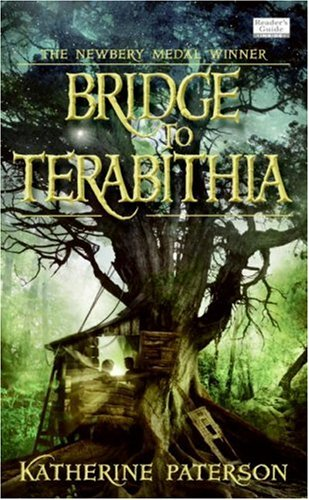 Reader's Guide
THE NEWBERY MEDAL WINNER
BRIDGE
TO
TERABITHIA
KATHERINE PATERSON